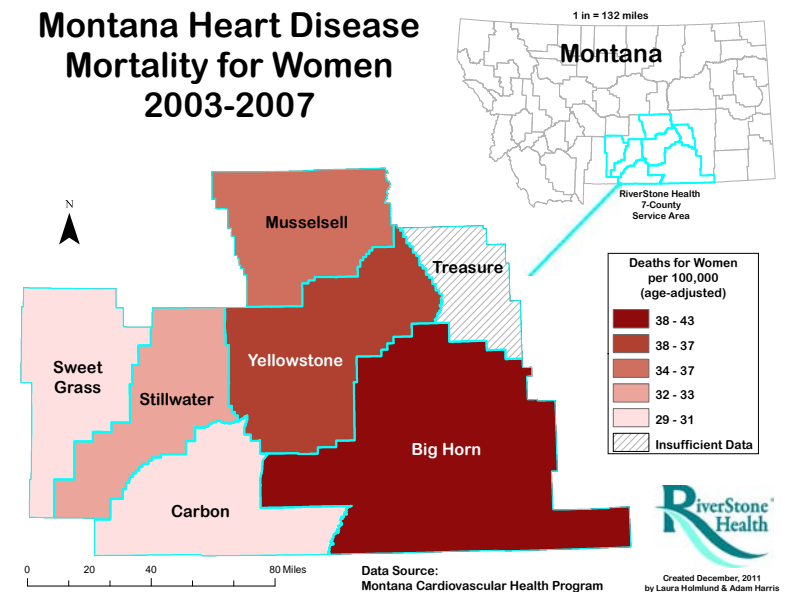 Montana Heart Disease
Mortality for Women
2003-2007
1 in = 132 miles
Montana
RiverStone Health
7-County
Service Area
N
Musselsell
Treasure
Sweet
Grass
Stillwater
Yellowstone
Big Horn
Carbon
Deaths for Women
per 100,000
(age-adjusted)
38 - 43
38 - 37
34 - 37
32 - 33
29 - 31
Insufficient Data
0 20 40 80 Miles
Data Source:
Montana Cardiovascular Health Program
RiverStone®
Health
Created December, 2011
by Laura Holmlund & Adam Harris